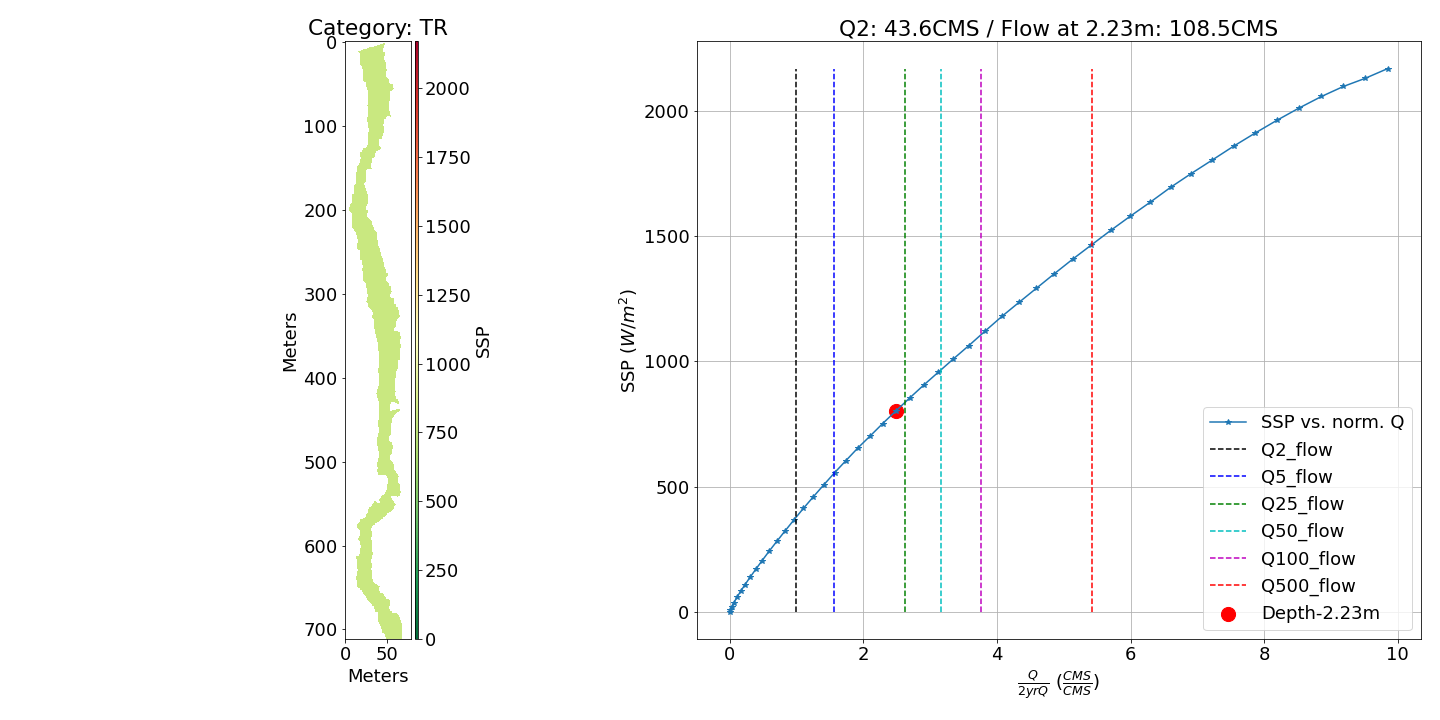 Category: TR
0
100
200
300
400
500
600
700
Meters
0 50
Meters
2000
1750
1500
1250
1000
750
500
250
0
SSP
Q2: 43.6CMS / Flow at 2.23m: 108.5CMS
2000
1500
1000
500
0
SSP (W/m²)
0 2 4 6 8 10
Q/2yrQ (CMS/CMS)
SSP vs. norm. Q
Q2_flow
Q5_flow
Q25_flow
Q50_flow
Q100_flow
Q500_flow
Depth-2.23m